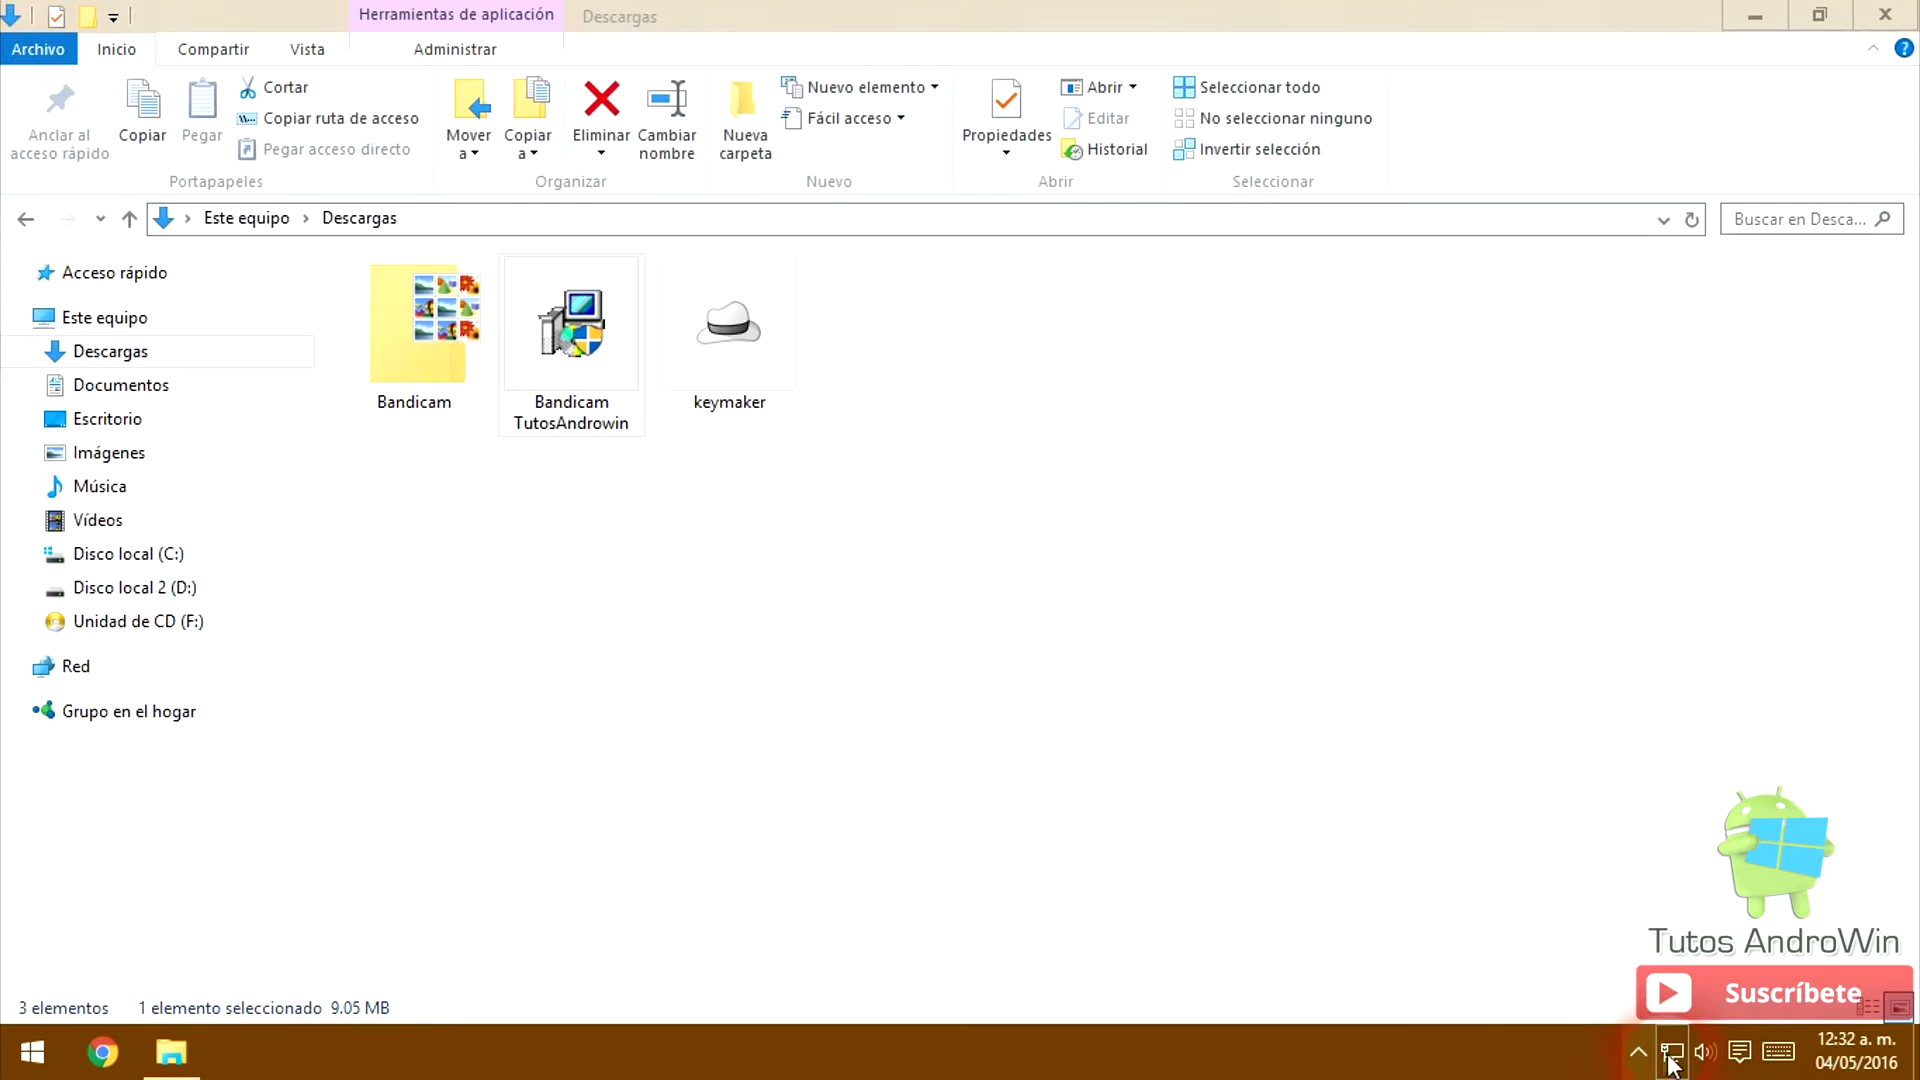 Herramientas de aplicación
Descargas
Archivo
Inicio
Compartir
Vista
Administrar
Anclar al
acceso rápido
Copiar
Pegar
Cortar
Copiar ruta de acceso
Pegar acceso directo
Portapapeles
Mover
a
Copiar
a
Eliminar
Cambiar
nombre
Organizar
Nueva
carpeta
Nuevo elemento
Fácil acceso
Nuevo
Propiedades
Abrir
Editar
Historial
Abrir
Seleccionar todo
No seleccionar ninguno
Invertir selección
Seleccionar
Este equipo
Descargas
Buscar en Desca...
Acceso rápido
Este equipo
Descargas
Documentos
Escritorio
Imágenes
Música
Vídeos
Disco local (C:)
Disco local 2 (D:)
Unidad de CD (F:)
Red
Grupo en el hogar
Bandicam
Bandicam
TutosAndrowin
keymaker
Tutos AndroWin
Suscríbete
3 elementos
1 elemento seleccionado 9.05 MB
12:32 a. m.
04/05/2016